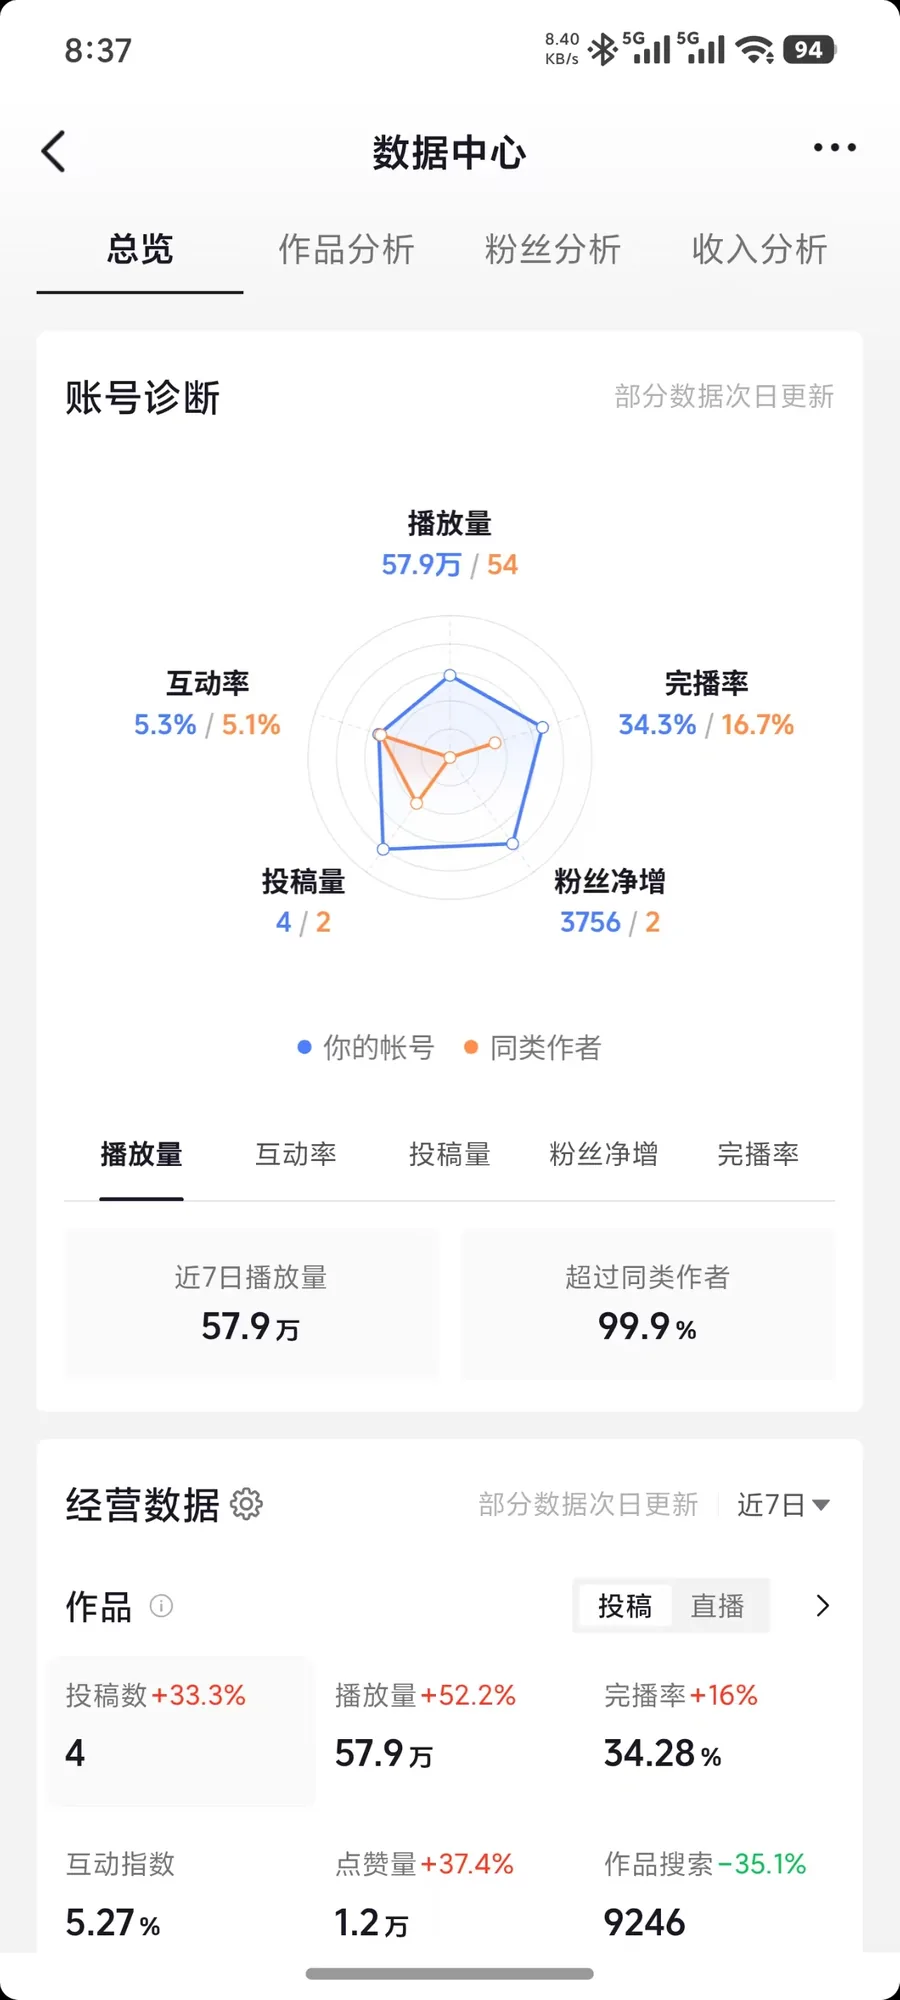 8:37
8.40 KB/s 5G 5G 94
数据中心
总览 作品分析 粉丝分析 收入分析
账号诊断 部分数据次日更新
播放量
57.9万 / 54
互动率 完播率
5.3% / 5.1% 34.3% / 16.7%
投稿量 粉丝净增
4 / 2 3756 / 2
你的帐号 同类作者
播放量 互动率 投稿量 粉丝净增 完播率
近7日播放量 超过同类作者
57.9万 99.9%
经营数据 部分数据次日更新 近7日
作品 投稿 直播
投稿数+33.3% 播放量+52.2% 完播率+16%
4 57.9万 34.28%
互动指数 点赞量+37.4% 作品搜索-35.1%
5.27% 1.2万 9246